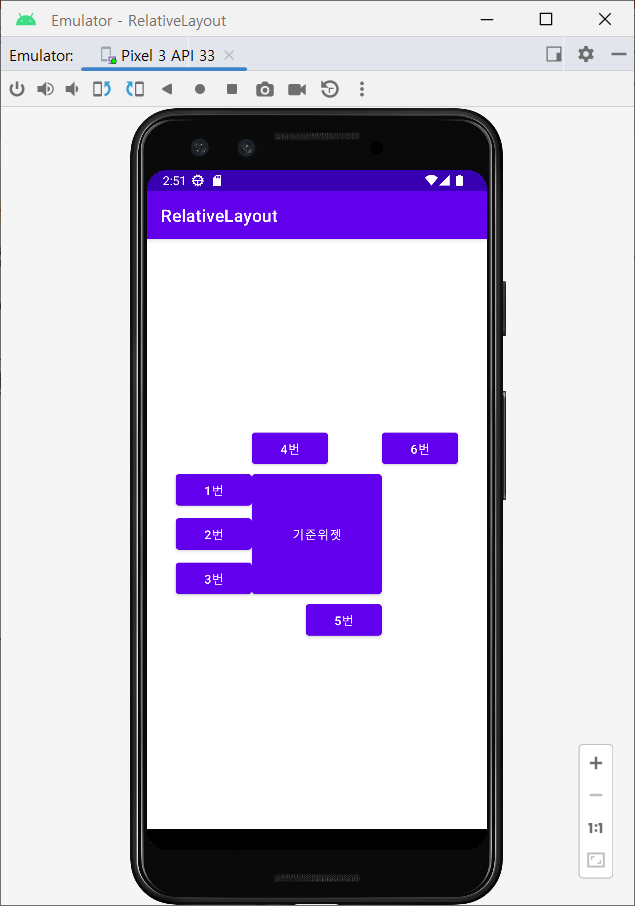 Emulator - RelativeLayout
Emulator: Pixel 3 API 33
2:51
RelativeLayout
4번 6번
1번
기준위젯
2번
3번
5번
1:1